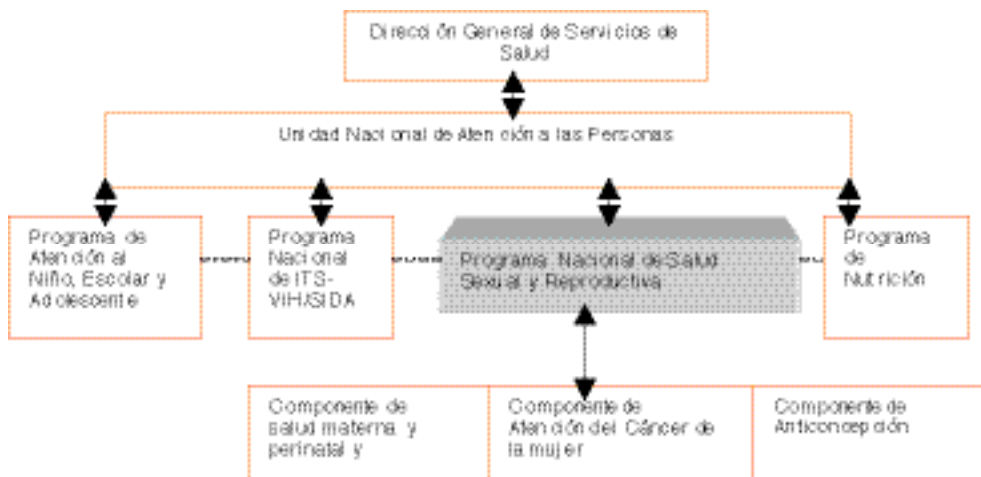 Dirección General de Servicios de
Salud
Unidad Nacional de Atención a las Personas
Programa de
Atención al
Niño, Escolar y
Adolescente
Programa
Nacional
de ITS-
VIH/SIDA
Programa Nacional de Salud
Sexual y Reproductiva
Programa
de
Nutrición
Componente de
salud materna y
perinatal y
Componente de
Atención del Cáncer de
la mujer
Componente de
Anticoncepción